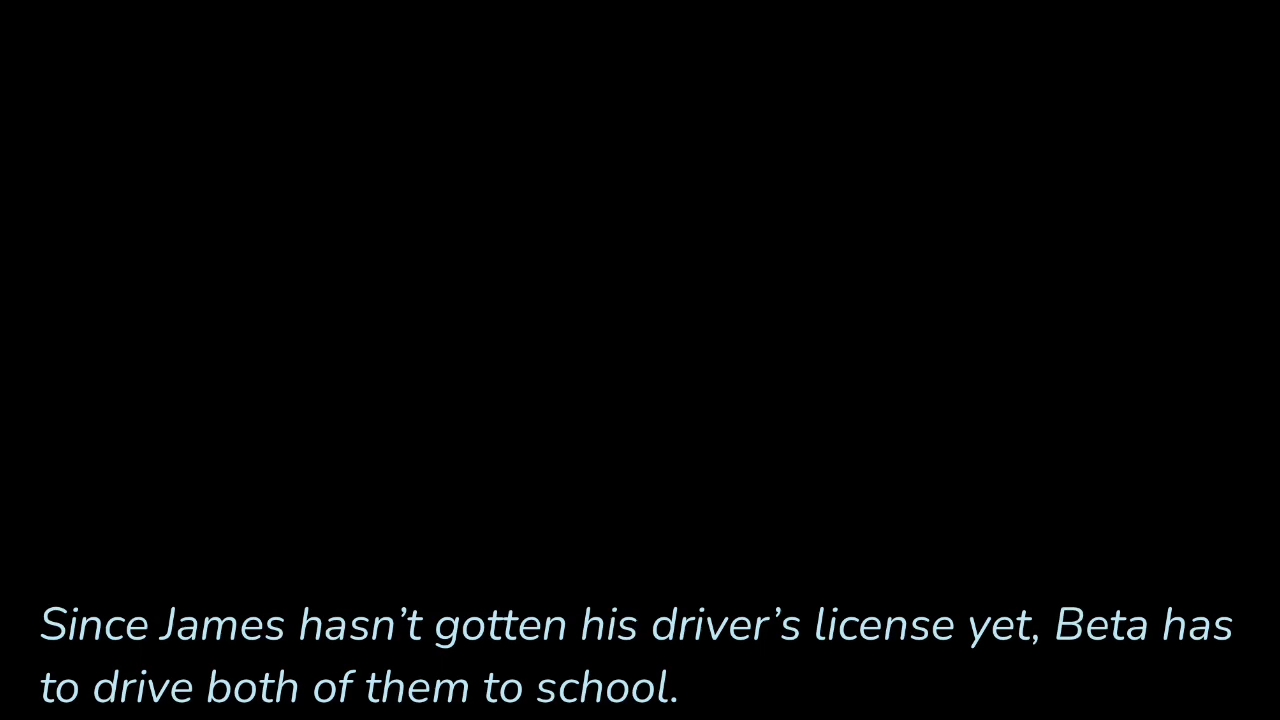 Since James hasn’t gotten his driver’s license yet, Beta has
to drive both of them to school.